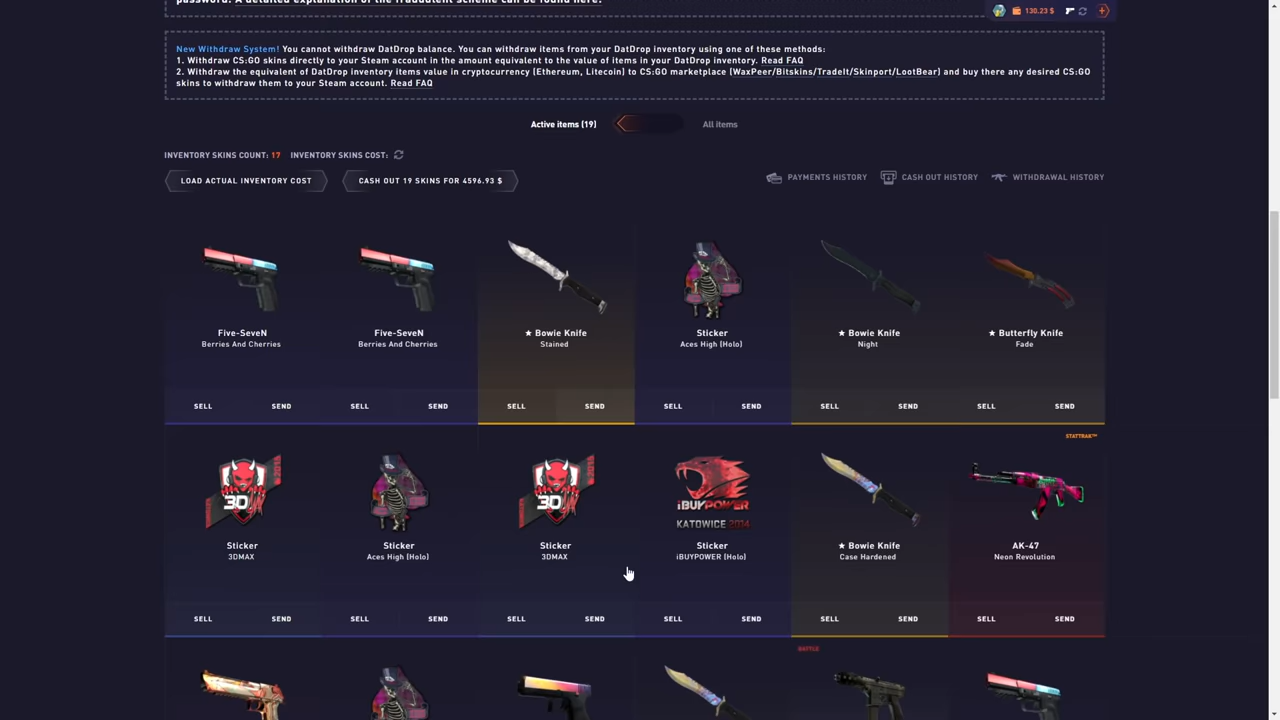 password. A detailed explanation of the fraudulent scheme can be found here.
130.23 $
New Withdraw System! You cannot withdraw DatDrop balance. You can withdraw items from your DatDrop inventory using one of these methods:
1. Withdraw CS:GO skins directly to your Steam account in the amount equivalent to the value of items in your DatDrop inventory. Read FAQ
2. Withdraw the equivalent of DatDrop inventory items value in cryptocurrency (Ethereum, Litecoin) to CS:GO marketplace (WaxPeer/Bitskins/TradeIt/Skinport/LootBear) and buy there any desired CS:GO
skins to withdraw them to your Steam account. Read FAQ
Active items (19) All items
INVENTORY SKINS COUNT: 17 INVENTORY SKINS COST:
LOAD ACTUAL INVENTORY COST CASH OUT 19 SKINS FOR 4596.93 $ PAYMENTS HISTORY CASH OUT HISTORY WITHDRAWAL HISTORY
Five-SeveN Five-SeveN ★ Bowie Knife Sticker ★ Bowie Knife ★ Butterfly Knife
Berries And Cherries Berries And Cherries Stained Aces High (Holo) Night Fade
SELL SEND SELL SEND SELL SEND SELL SEND SELL SEND SELL SEND
STATTRAK™
3D 3D iBUYPOWER
KATOWICE 2014
Sticker Sticker Sticker Sticker ★ Bowie Knife AK-47
3DMAX Aces High (Holo) 3DMAX iBUYPOWER (Holo) Case Hardened Neon Revolution
SELL SEND SELL SEND SELL SEND SELL SEND SELL SEND SELL SEND
BATTLE